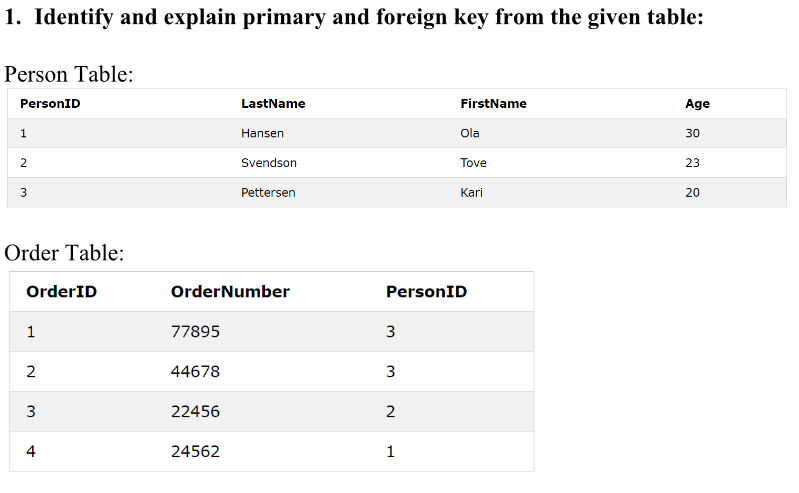 1. Identify and explain primary and foreign key from the given table:
Person Table:
PersonID LastName FirstName Age
1 Hansen Ola 30
2 Svendson Tove 23
3 Pettersen Kari 20
Order Table:
OrderID OrderNumber PersonID
1 77895 3
2 44678 3
3 22456 2
4 24562 1